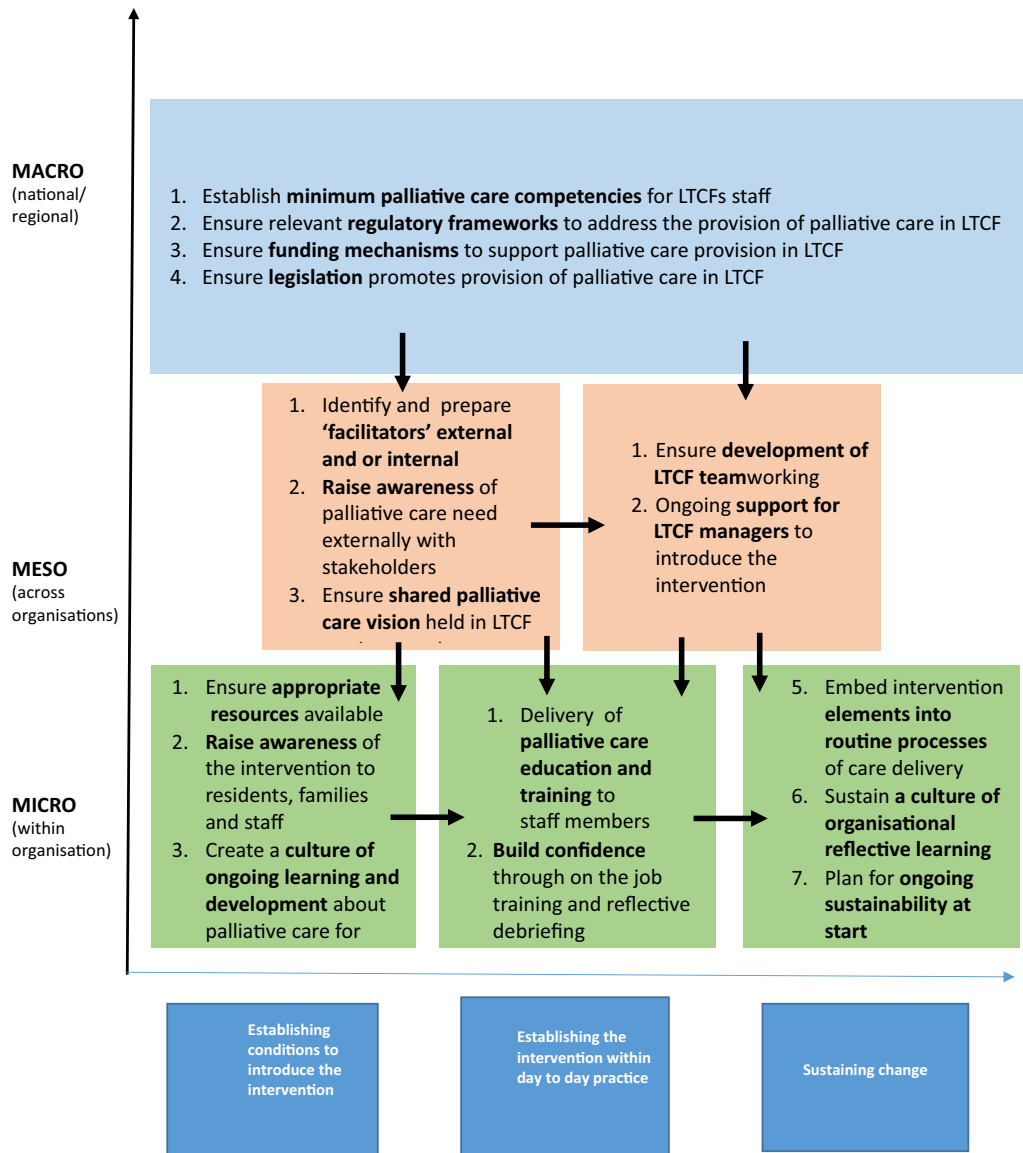 MACRO
(national/
regional)
1. Establish minimum palliative care competencies for LTCFs staff
2. Ensure relevant regulatory frameworks to address the provision of palliative care in LTCF
3. Ensure funding mechanisms to support palliative care provision in LTCF
4. Ensure legislation promotes provision of palliative care in LTCF
MESO
(across
organisations)
1. Identify and prepare
‘facilitators’ external
and or internal
2. Raise awareness of
palliative care need
externally with
stakeholders
3. Ensure shared palliative
care vision held in LTCF
1. Ensure development of
LTCF teamworking
2. Ongoing support for
LTCF managers to
introduce the
intervention
MICRO
(within
organisation)
1. Ensure appropriate
resources available
2. Raise awareness of
the intervention to
residents, families
and staff
3. Create a culture of
ongoing learning and
development about
palliative care for
1. Delivery of
palliative care
education and
training to
staff members
2. Build confidence
through on the job
training and reflective
debriefing
5. Embed intervention
elements into
routine processes
of care delivery
6. Sustain a culture of
organisational
reflective learning
7. Plan for ongoing
sustainability at
start
Establishing
conditions to
introduce the
intervention
Establishing the
intervention within
day to day practice
Sustaining change